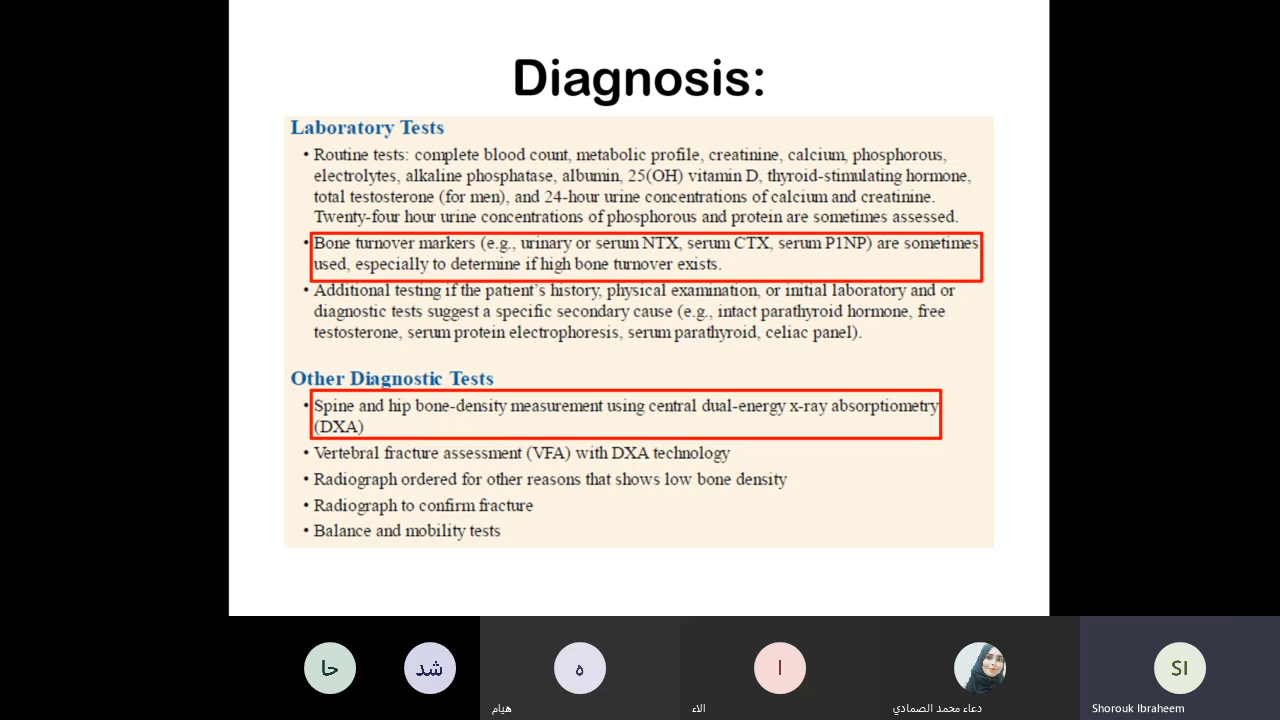 Diagnosis:
Laboratory Tests
• Routine tests: complete blood count, metabolic profile, creatinine, calcium, phosphorous,
electrolytes, alkaline phosphatase, albumin, 25(OH) vitamin D, thyroid-stimulating hormone,
total testosterone (for men), and 24-hour urine concentrations of calcium and creatinine.
Twenty-four hour urine concentrations of phosphorous and protein are sometimes assessed.
• Bone turnover markers (e.g., urinary or serum NTX, serum CTX, serum P1NP) are sometimes
used, especially to determine if high bone turnover exists.
• Additional testing if the patient's history, physical examination, or initial laboratory and or
diagnostic tests suggest a specific secondary cause (e.g., intact parathyroid hormone, free
testosterone, serum protein electrophoresis, serum parathyroid, celiac panel).
Other Diagnostic Tests
• Spine and hip bone-density measurement using central dual-energy x-ray absorptiometry
(DXA)
• Vertebral fracture assessment (VFA) with DXA technology
• Radiograph ordered for other reasons that shows low bone density
• Radiograph to confirm fracture
• Balance and mobility tests
حا
شد
ه
ا
SI
هيام
الاء
دعاء محمد الصمادي
Shorouk Ibraheem